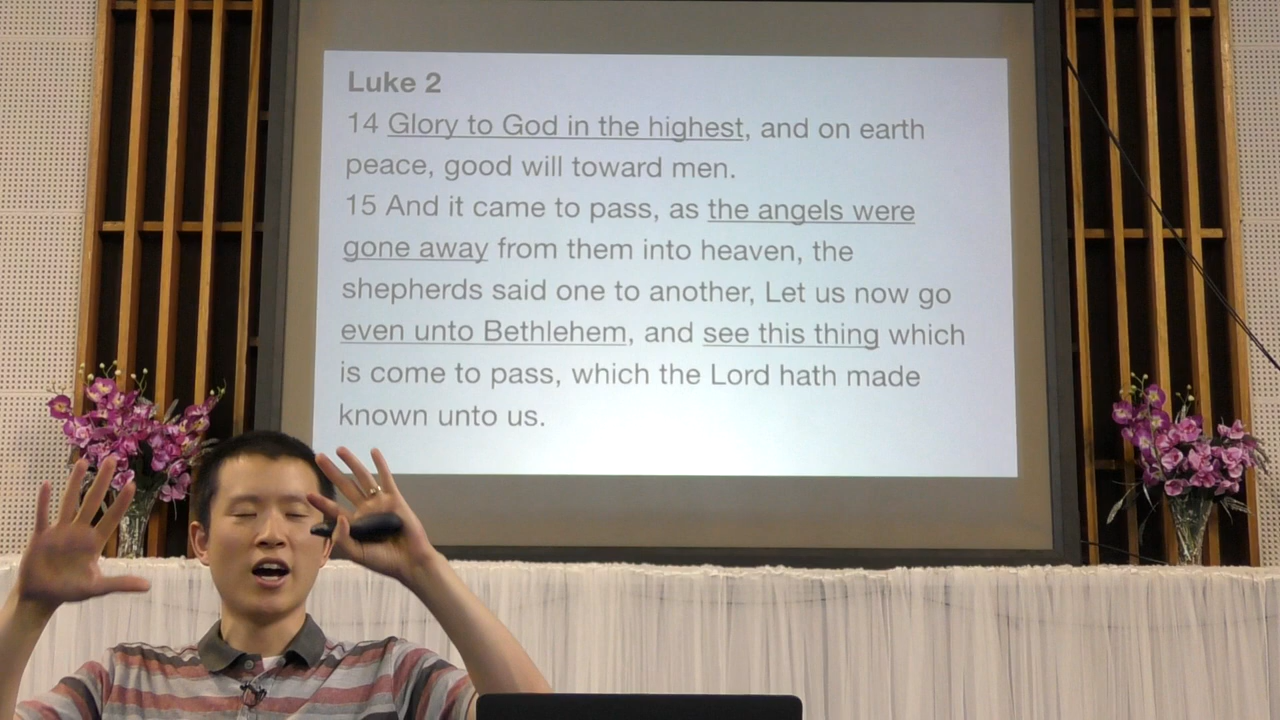 Luke 2
14 Glory to God in the highest, and on earth
peace, good will toward men.
15 And it came to pass, as the angels were
gone away from them into heaven, the
shepherds said one to another, Let us now go
even unto Bethlehem, and see this thing which
is come to pass, which the Lord hath made
known unto us.